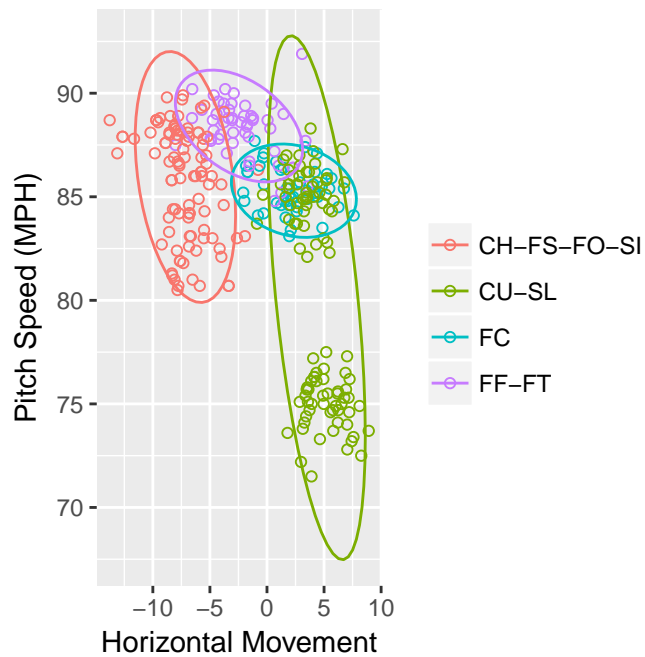 90
85
80
75
70
−10
−5
0
5
10
Pitch Speed (MPH)
Horizontal Movement
CH−FS−FO−SI
CU−SL
FC
FF−FT